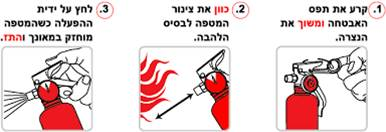 1. קרע את תפס
האבטחה ומשוך את
הנצרה.
2. כוון את צינור
המטפה לבסיס
הלהבה.
3. לחץ על ידית
ההפעלה כשהמטפה
מוחזק במאונך והתז.